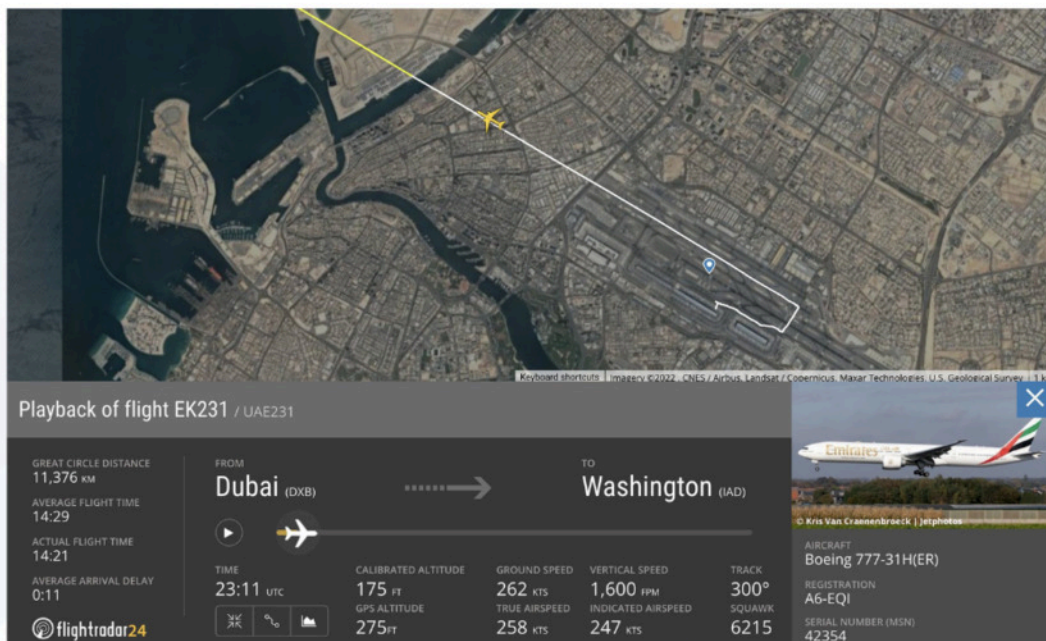 Keyboard shortcuts Imagery ©2022 , CNES / Airbus, Landsat / Copernicus, Maxar Technologies, U.S. Geological Survey 1 k
Playback of flight EK231 / UAE231
GREAT CIRCLE DISTANCE
11,376 KM
AVERAGE FLIGHT TIME
14:29
ACTUAL FLIGHT TIME
14:21
AVERAGE ARRIVAL DELAY
0:11
flightradar24
FROM
Dubai (DXB)
TO
Washington (IAD)
TIME
23:11 UTC
CALIBRATED ALTITUDE
175 FT
GPS ALTITUDE
275FT
GROUND SPEED
262 KTS
TRUE AIRSPEED
258 KTS
VERTICAL SPEED
1,600 FPM
INDICATED AIRSPEED
247 KTS
TRACK
300°
SQUAWK
6215
Emirates
© Kris Van Craenenbroeck | Jetphotos
AIRCRAFT
Boeing 777-31H(ER)
REGISTRATION
A6-EQI
SERIAL NUMBER (MSN)
42354